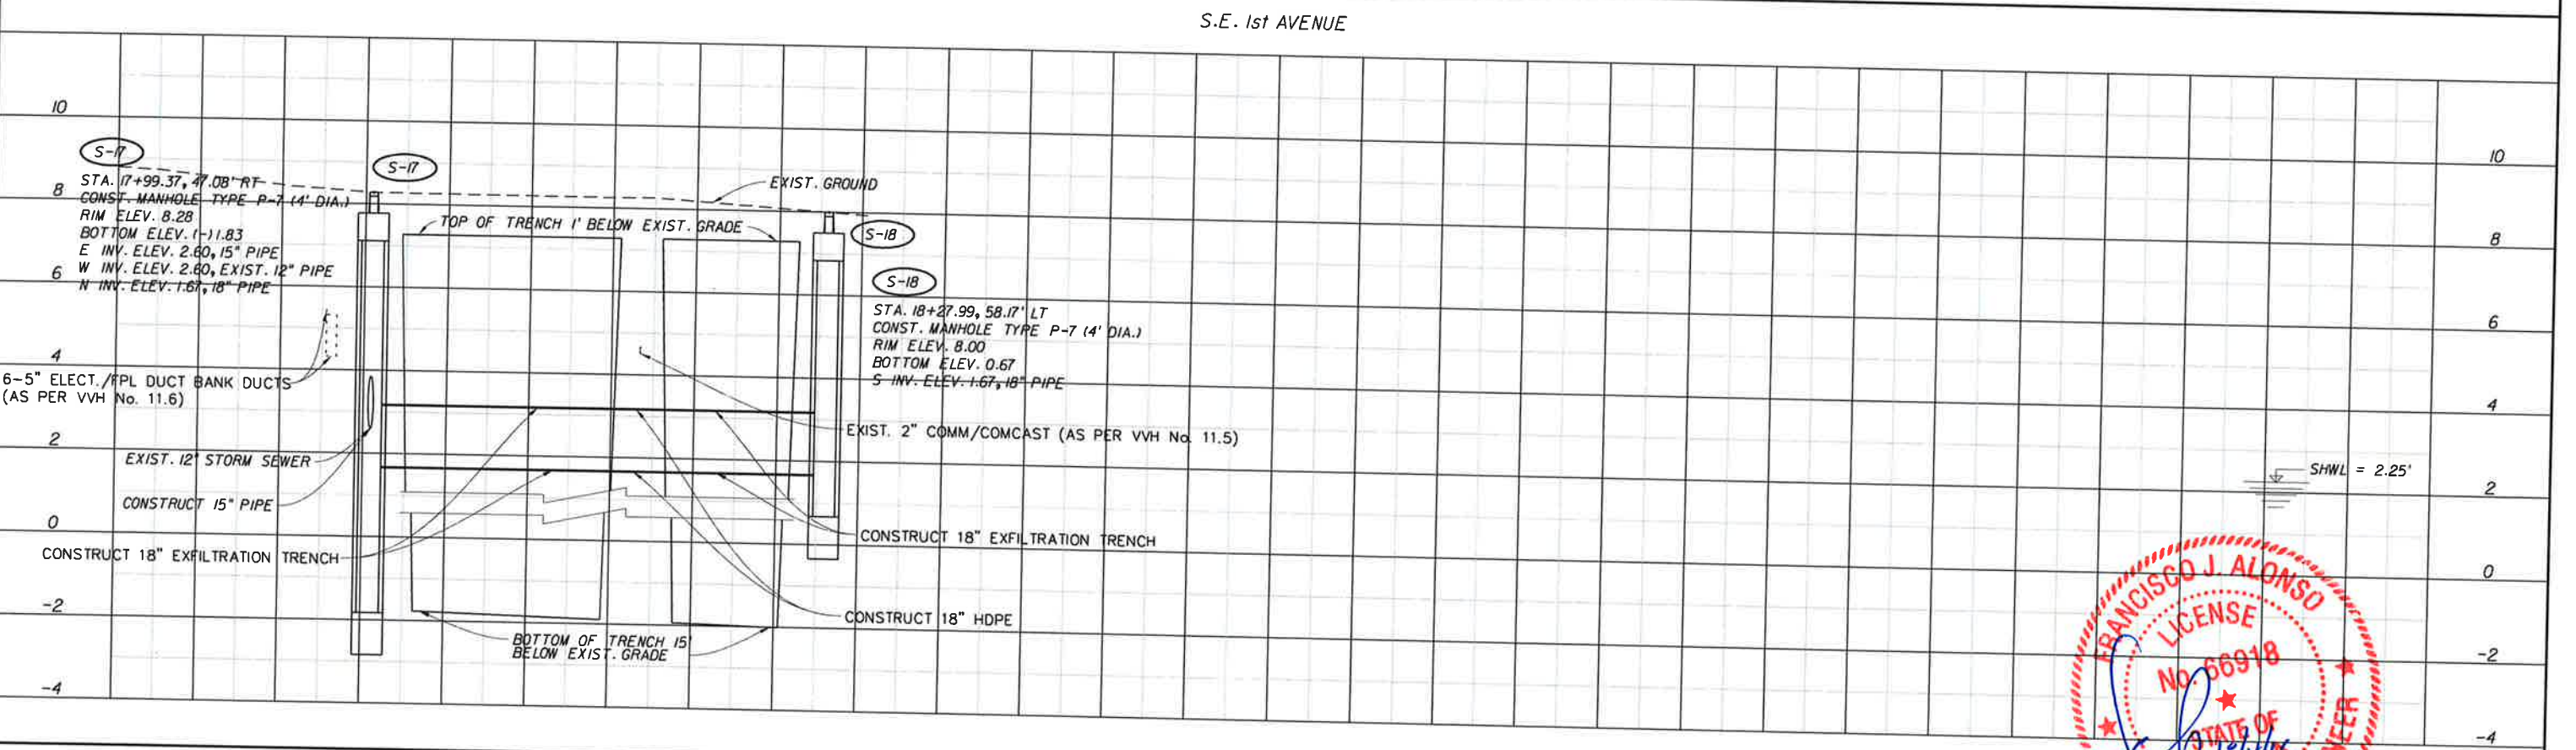 S.E. 1st AVENUE
10
10
S-17
S-17
STA. 17+99.37, 47.08' RT
CONST. MANHOLE TYPE P-7 (4' DIA.)
RIM ELEV. 8.28
BOTTOM ELEV. (-)1.83
E INV. ELEV. 2.60, 15" PIPE
W INV. ELEV. 2.60, EXIST. 12" PIPE
N INV. ELEV. 1.67, 18" PIPE
EXIST. GROUND
8
TOP OF TRENCH 1' BELOW EXIST. GRADE
S-18
8
6
S-18
STA. 18+27.99, 58.17' LT
CONST. MANHOLE TYPE P-7 (4' DIA.)
RIM ELEV. 8.00
BOTTOM ELEV. 0.67
S INV. ELEV. 1.67, 18" PIPE
6
4
6-5" ELECT./FPL DUCT BANK DUCTS
(AS PER VVH No. 11.6)
4
2
EXIST. 2" COMM/COMCAST (AS PER VVH No. 11.5)
EXIST. 12" STORM SEWER
SHWL = 2.25'
CONSTRUCT 15" PIPE
2
0
CONSTRUCT 18" EXFILTRATION TRENCH
CONSTRUCT 18" EXFILTRATION TRENCH
0
-2
CONSTRUCT 18" HDPE
BOTTOM OF TRENCH 15'
BELOW EXIST. GRADE
-2
-4
-4
FRANCISCO J. ALONSO
LICENSE
No. 66918
STATE OF